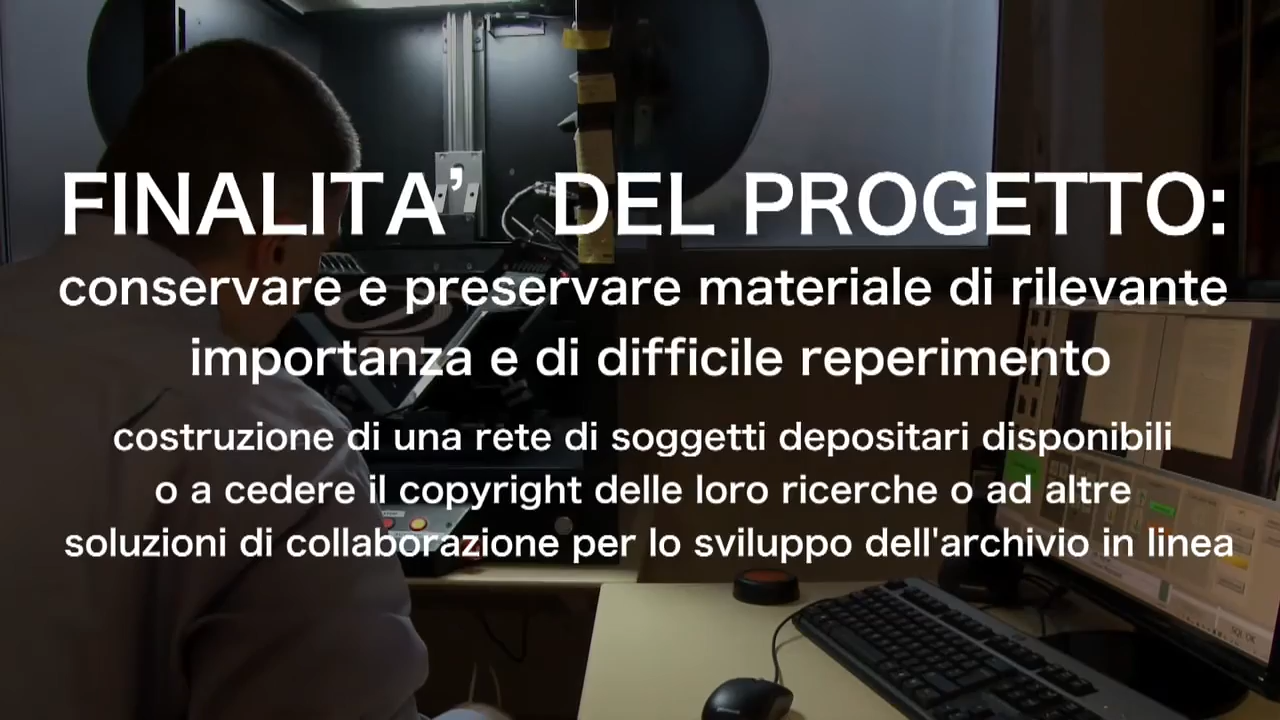 FINALITA’ DEL PROGETTO:
conservare e preservare materiale di rilevante
importanza e di difficile reperimento
costruzione di una rete di soggetti depositari disponibili
o a cedere il copyright delle loro ricerche o ad altre
soluzioni di collaborazione per lo sviluppo dell'archivio in linea